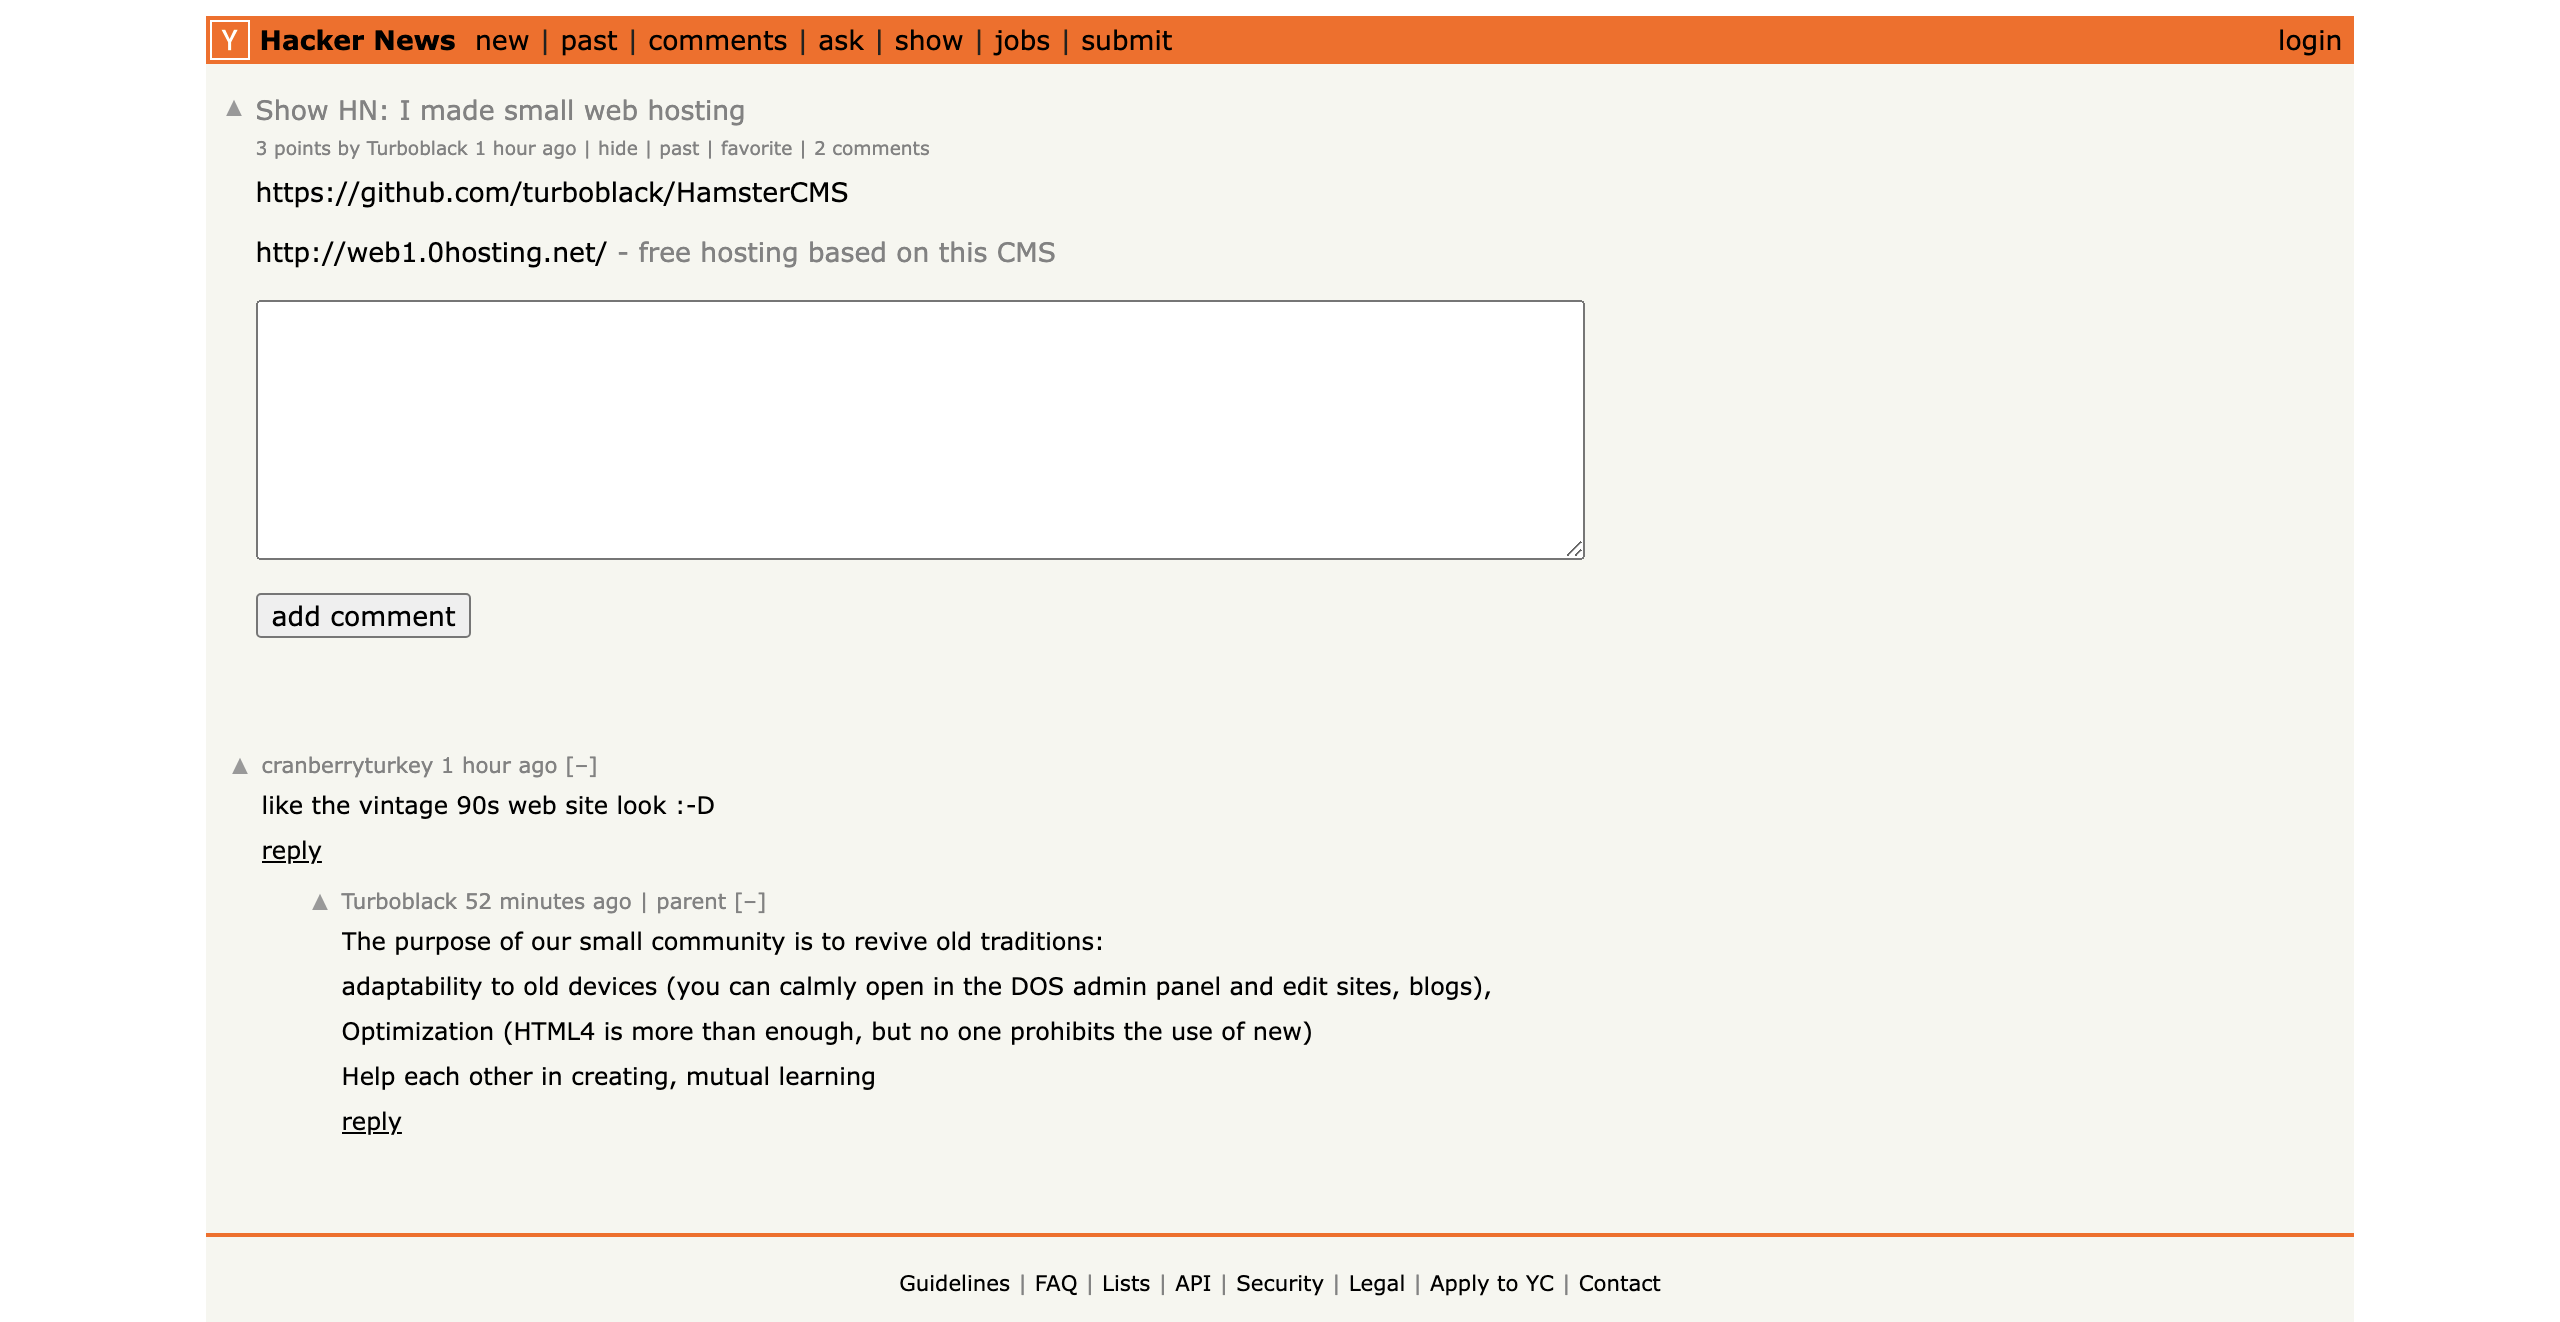 Y Hacker News new | past | comments | ask | show | jobs | submit login
▲ Show HN: I made small web hosting
3 points by Turboblack 1 hour ago | hide | past | favorite | 2 comments
https://github.com/turboblack/HamsterCMS
http://web1.0hosting.net/ - free hosting based on this CMS
add comment
▲ cranberryturkey 1 hour ago [–]
like the vintage 90s web site look :-D
reply
▲ Turboblack 52 minutes ago | parent [–]
The purpose of our small community is to revive old traditions:
adaptability to old devices (you can calmly open in the DOS admin panel and edit sites, blogs),
Optimization (HTML4 is more than enough, but no one prohibits the use of new)
Help each other in creating, mutual learning
reply
Guidelines | FAQ | Lists | API | Security | Legal | Apply to YC | Contact